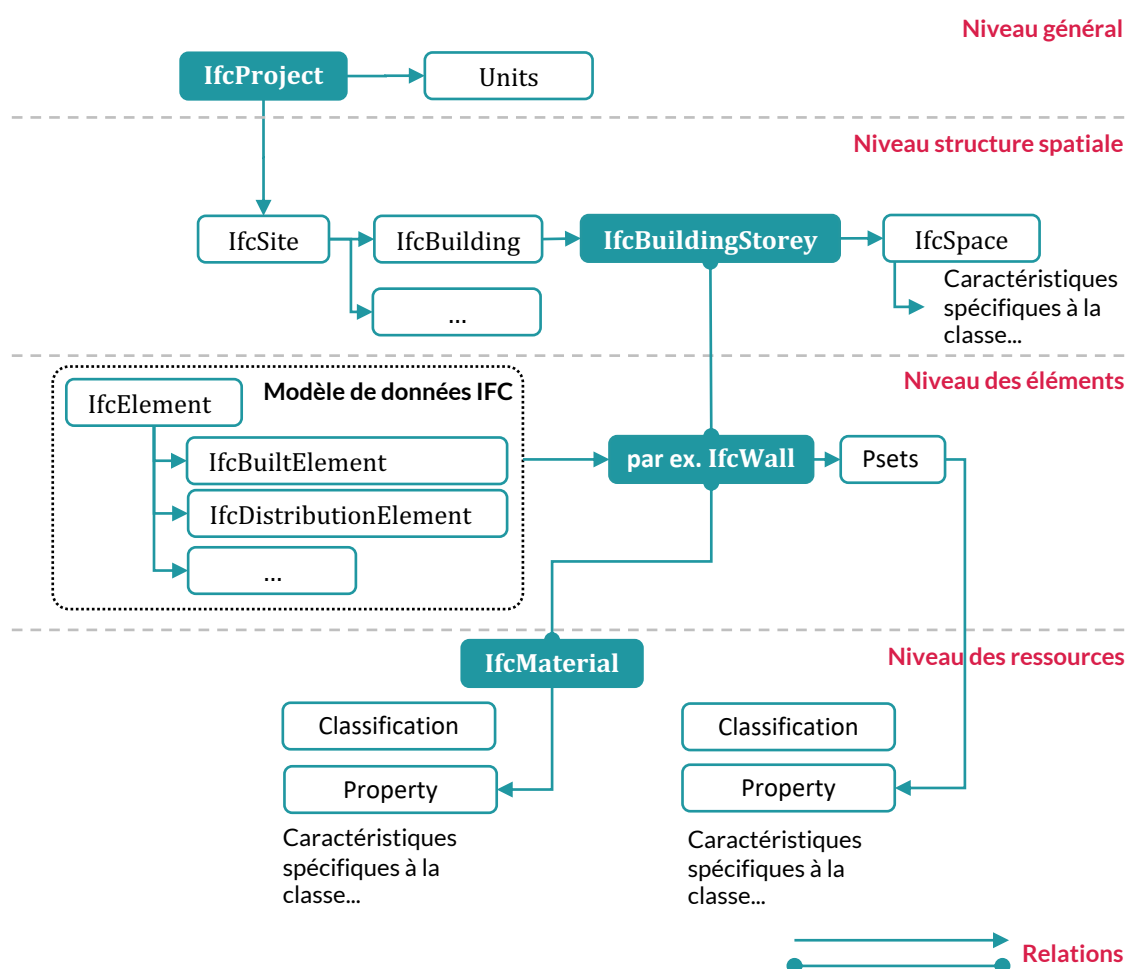 Niveau général
IfcProject
Units
Niveau structure spatiale
IfcSite
IfcBuilding
IfcBuildingStorey
IfcSpace
...
Caractéristiques
spécifiques à la
classe...
Niveau des éléments
Modèle de données IFC
IfcElement
IfcBuiltElement
IfcDistributionElement
...
par ex. IfcWall
Psets
Niveau des ressources
IfcMaterial
Classification
Property
Caractéristiques
spécifiques à la
classe...
Classification
Property
Caractéristiques
spécifiques à la
classe...
Relations